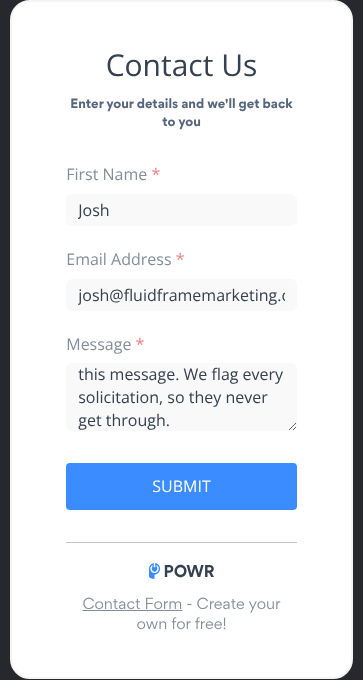 Contact Us
Enter your details and we'll get back
to you
First Name *
Josh
Email Address *
josh@fluidframemarketing.c
Message *
this message. We flag every
solicitation, so they never
get through.
SUBMIT
POWR
Contact Form - Create your
own for free!